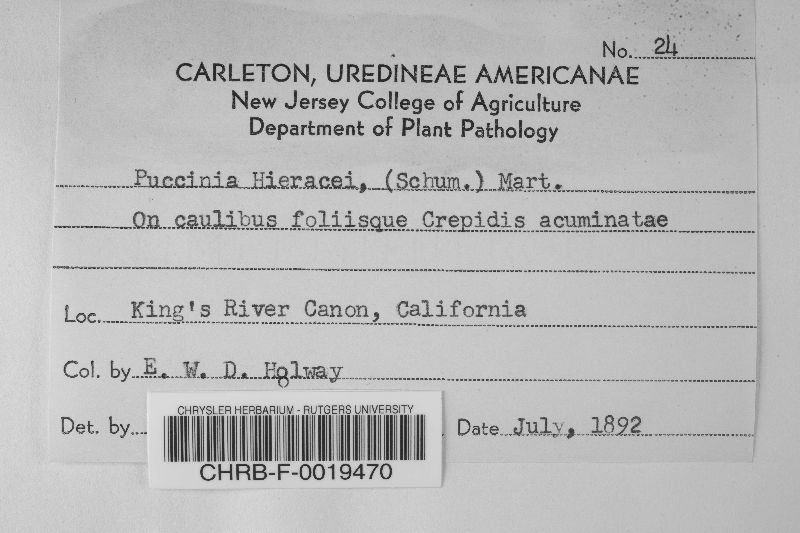 No. 24
CARLETON, UREDINEAE AMERICANAE
New Jersey College of Agriculture
Department of Plant Pathology
Puccinia Hieracei, (Schum.) Mart.
On caulibus foliisque Crepidis acuminatae
Loc. King's River Canon, California
Col. by E. W. D. Holway
Det. by
Date July, 1892
CHRYSLER HERBARIUM - RUTGERS UNIVERSITY
CHRB-F-0019470